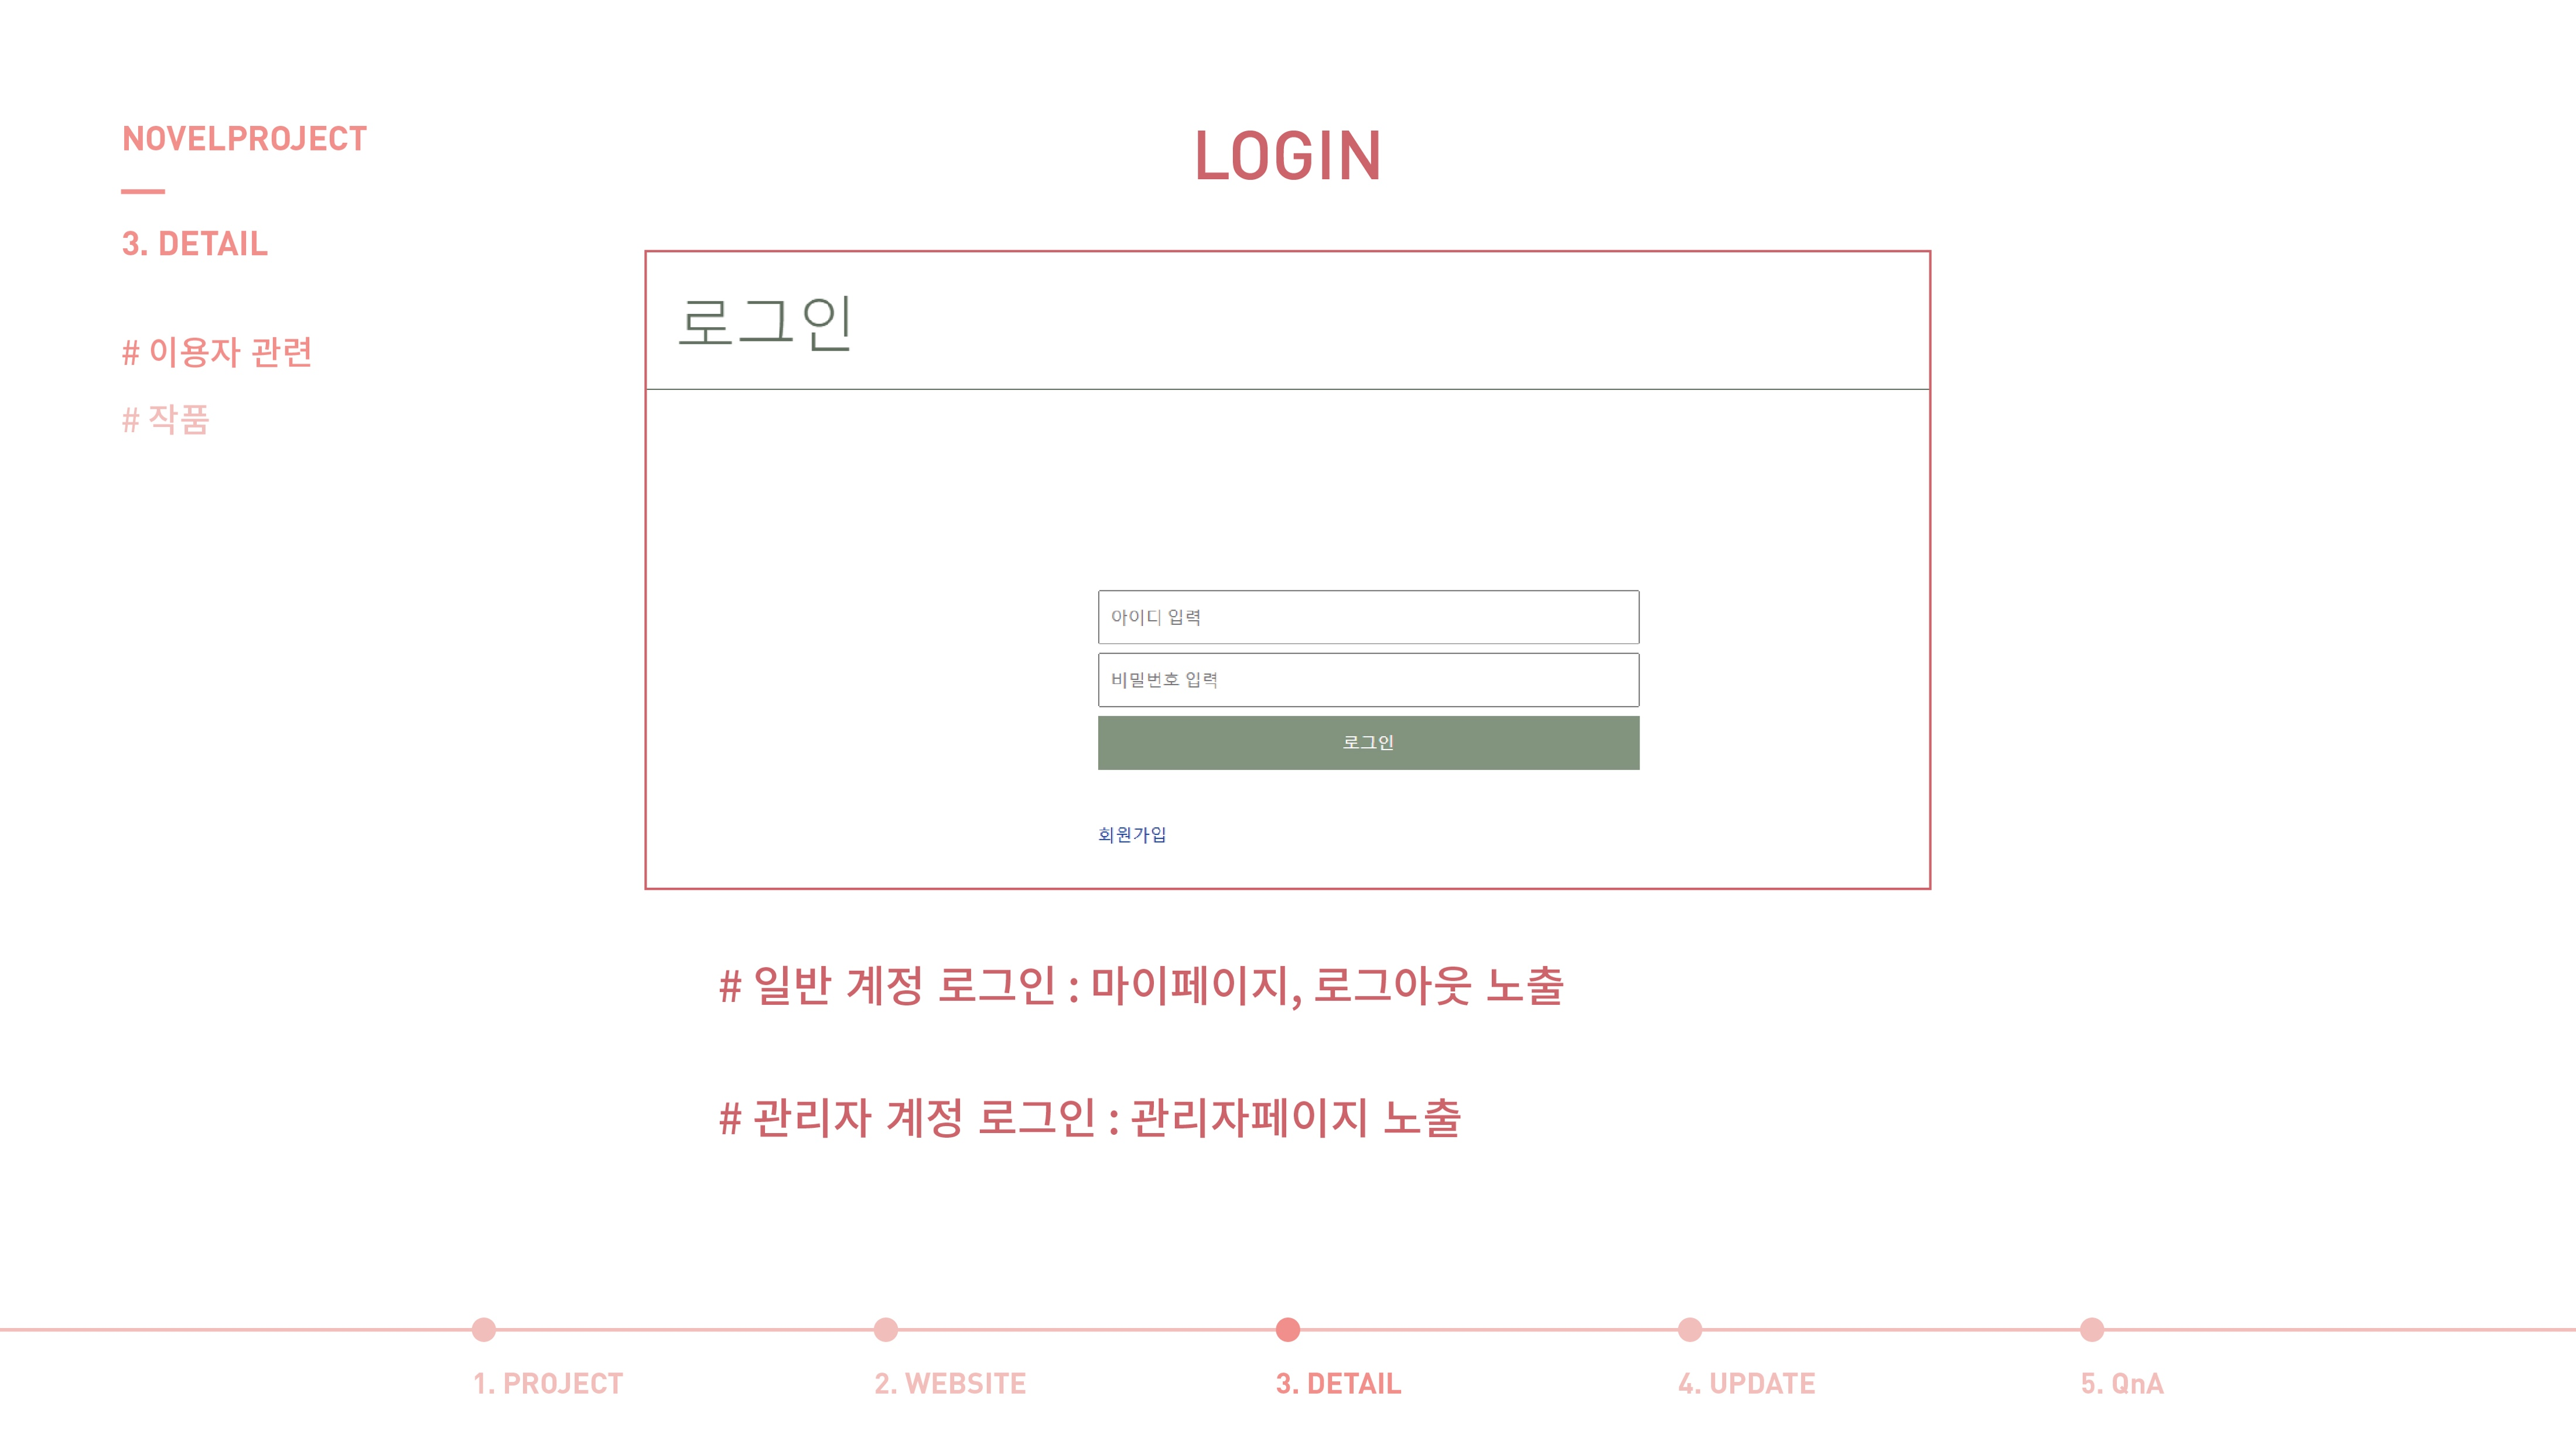 NOVELPROJECT
3. DETAIL
# 이용자 관련
# 작품
LOGIN
로그인
아이디 입력
비밀번호 입력
로그인
회원가입
# 일반 계정 로그인 : 마이페이지, 로그아웃 노출
# 관리자 계정 로그인 : 관리자페이지 노출
1. PROJECT
2. WEBSITE
3. DETAIL
4. UPDATE
5. QnA